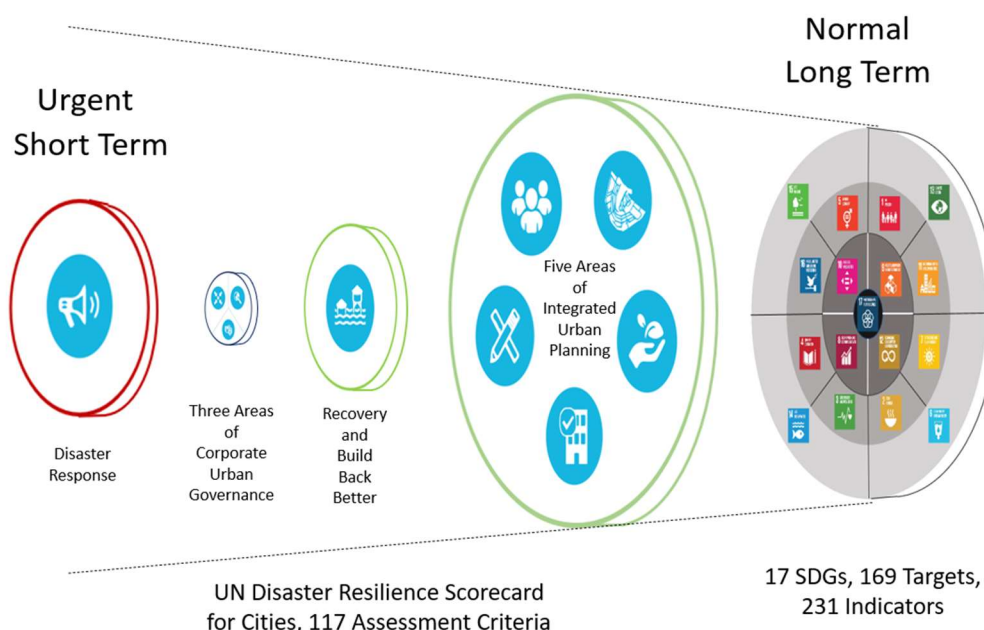 Normal
Long Term
Urgent
Short Term
Five Areas
of
Integrated
Urban
Planning
Disaster
Response
Three Areas
of
Corporate
Urban
Governance
Recovery
and
Build
Back
Better
UN Disaster Resilience Scorecard
for Cities, 117 Assessment Criteria
17 SDGs, 169 Targets,
231 Indicators